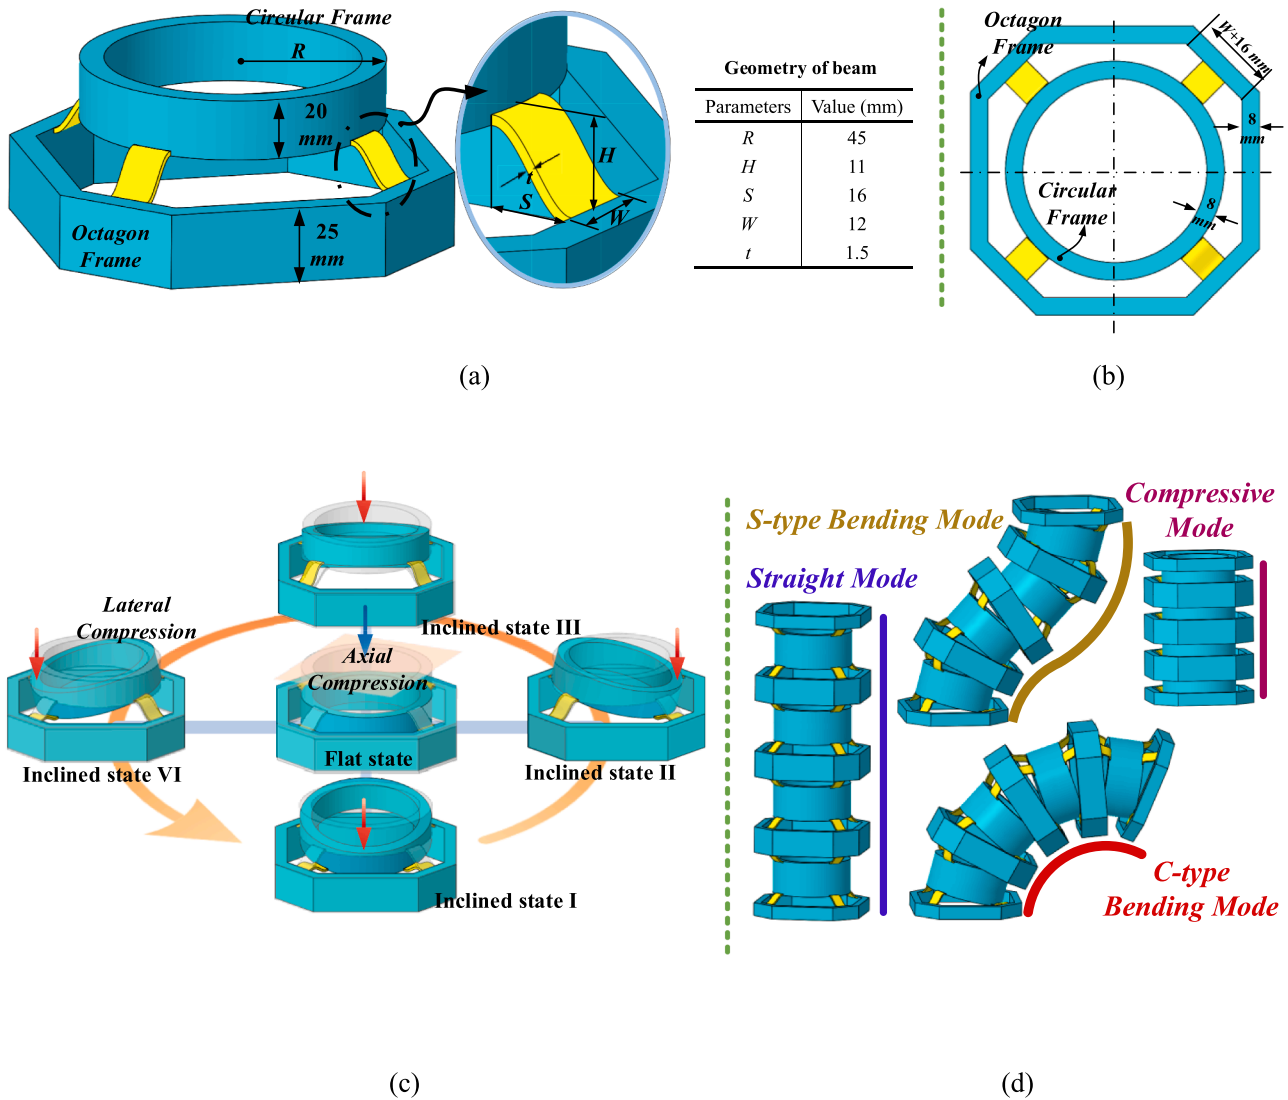 Circular Frame
R
20
mm
Octagon
Frame
25
mm
H
t
S
W
Geometry of beam
Parameters Value (mm)
R 45
H 11
S 16
W 12
t 1.5
(a)
Octagon
Frame
W+16 mm
8
mm
Circular
Frame
8
mm
(b)
Lateral
Compression
Inclined state III
Axial
Compression
Inclined state VI
Flat state
Inclined state II
Inclined state I
(c)
S-type Bending Mode
Compressive
Mode
Straight Mode
C-type
Bending Mode
(d)